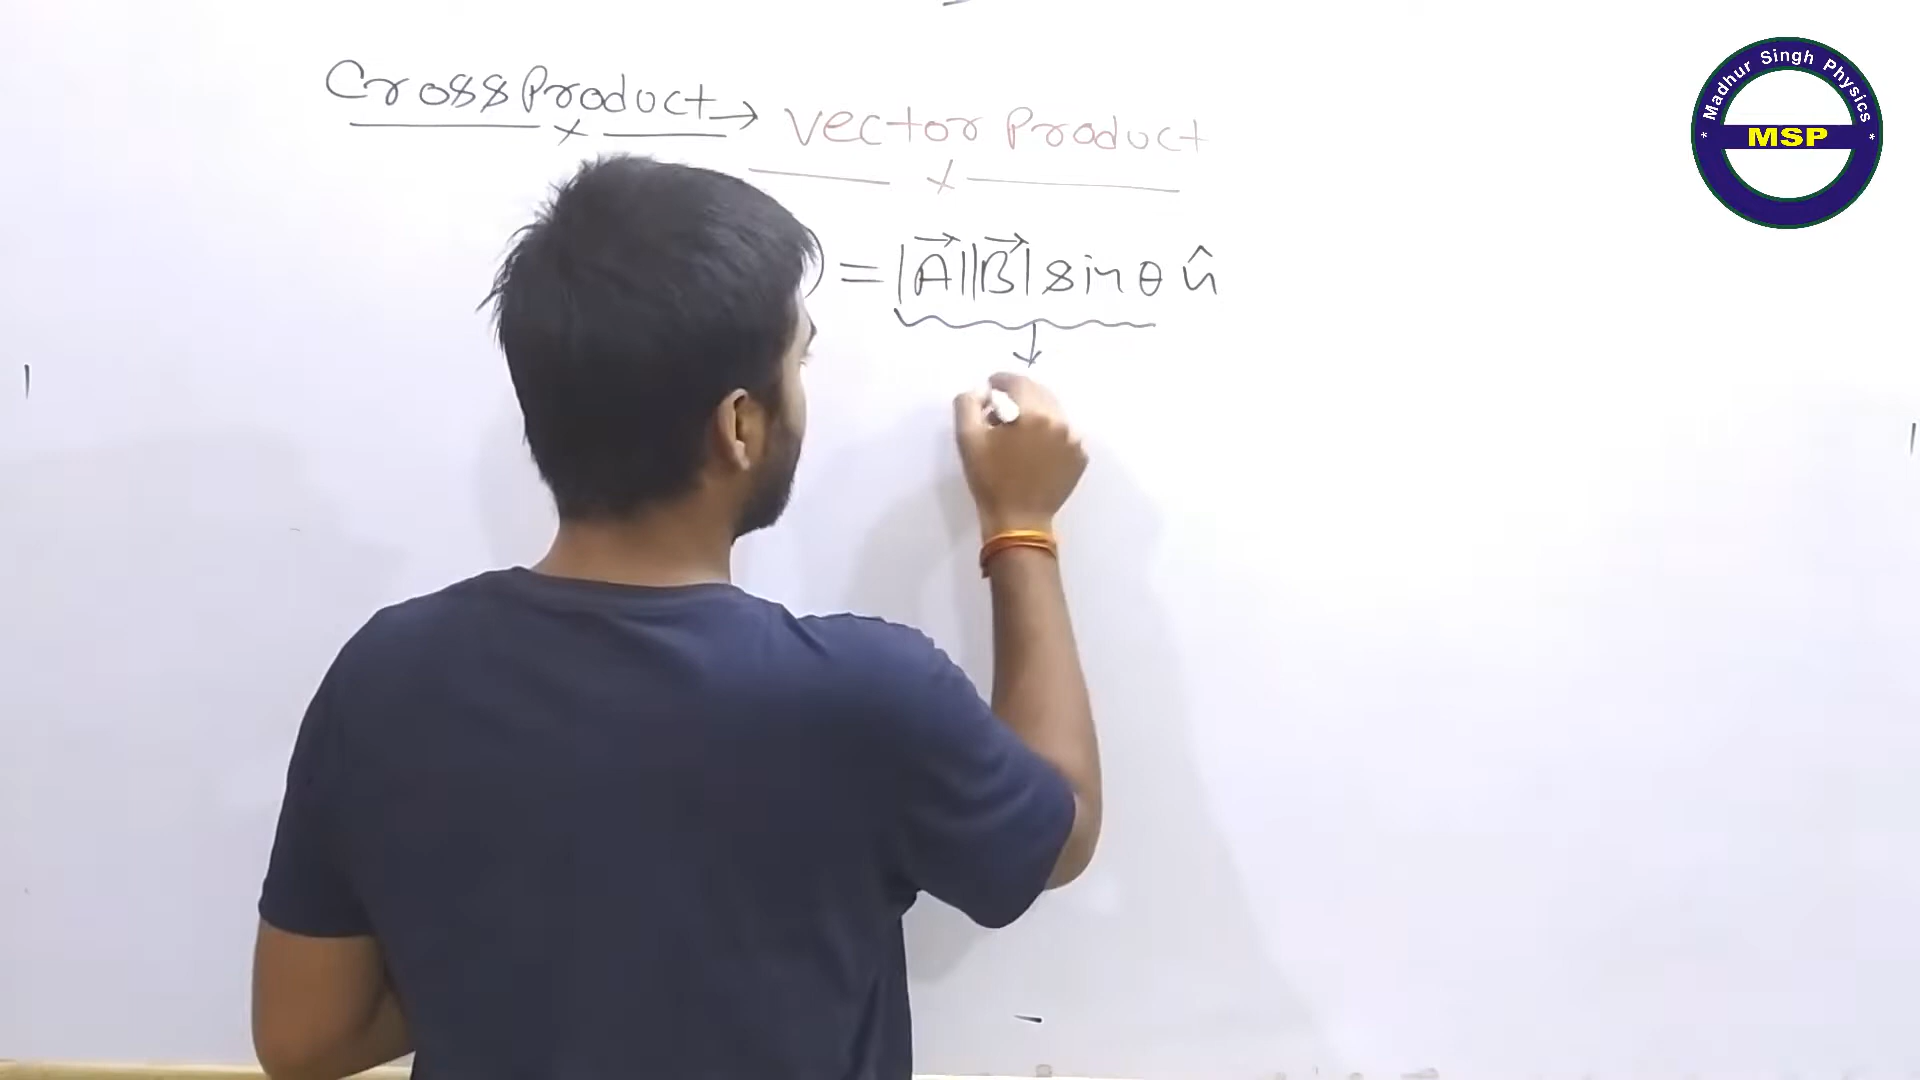 Cross Product → Vector Product
) = |A⃗||B⃗| sin θ n̂
* Madhur Singh Physics *
MSP